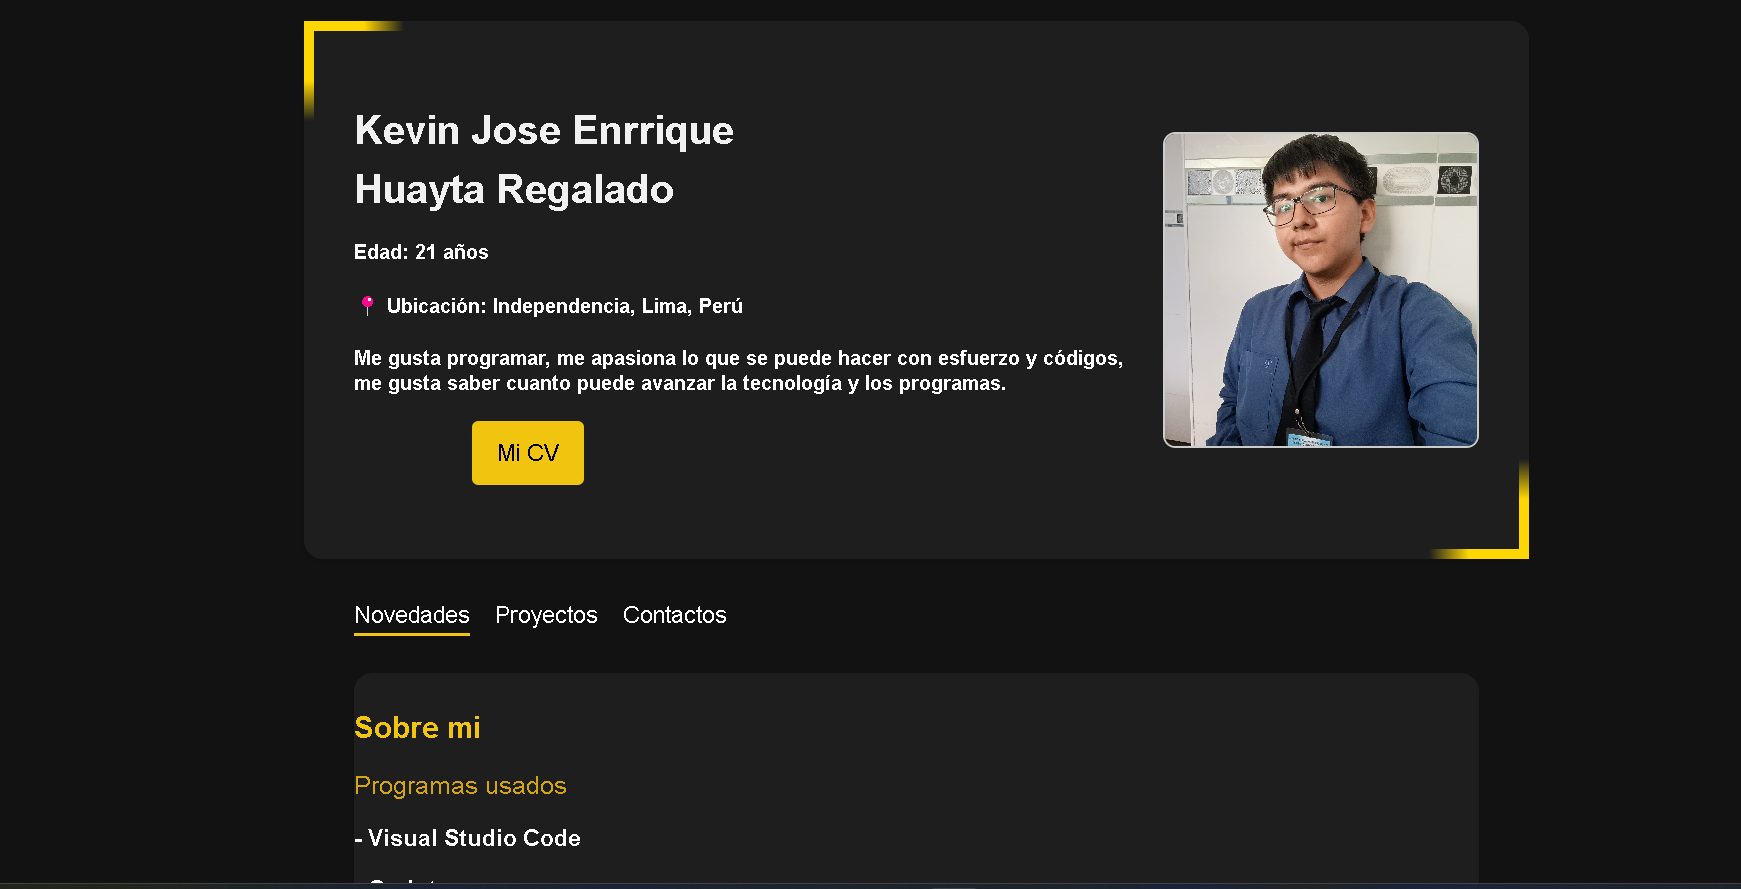 Kevin Jose Enrrique
Huayta Regalado
Edad: 21 años
📍 Ubicación: Independencia, Lima, Perú
Me gusta programar, me apasiona lo que se puede hacer con esfuerzo y códigos,
me gusta saber cuanto puede avanzar la tecnología y los programas.
Mi CV
Novedades Proyectos Contactos
Sobre mi
Programas usados
- Visual Studio Code